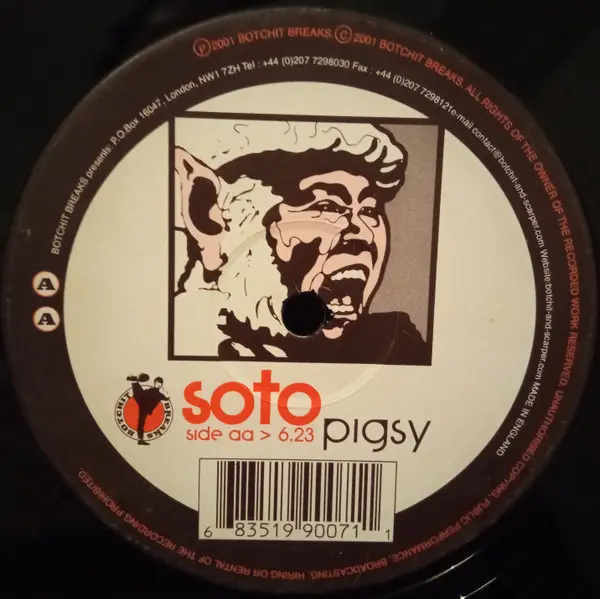 ℗ 2001 BOTCHIT BREAKS. © 2001 BOTCHIT BREAKS. ALL RIGHTS OF THE OWNER OF THE RECORDED WORK RESERVED. UNAUTHORISED COPYING, PUBLIC PERFORMANCE, BROADCASTING, HIRING OR RENTAL OF THE RECORDING PROHIBITED.
BOTCHIT BREAKS presents: P.O.Box 16047, London, NW1 7ZH Tel : +44 (0)207 7298030 Fax : +44 (0)207 7298121 e-mail contact@botchit-and-scarper.com Website:botchit-and-scarper.com MADE IN ENGLAND
A
A
BOTCHIT BREAKS
soto
side aa > 6.23 pigsy
6 83519 90071 1